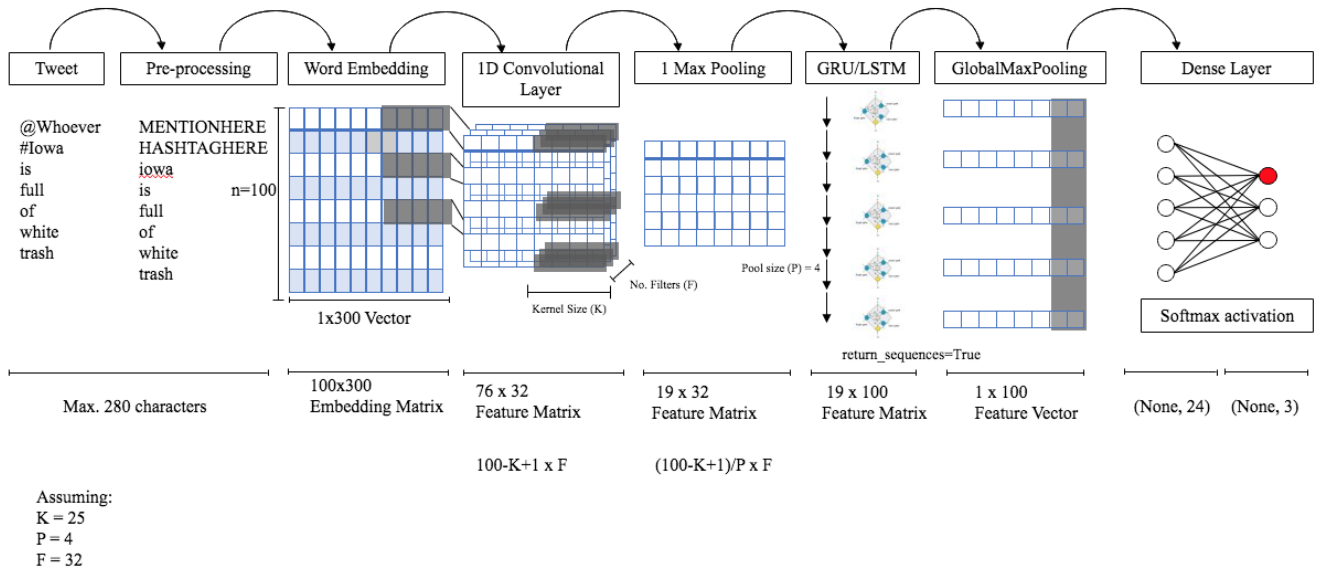 Tweet
Pre-processing
Word Embedding
1D Convolutional
Layer
1 Max Pooling
GRU/LSTM
GlobalMaxPooling
Dense Layer
@Whoever
#Iowa
is
full
of
white
trash
MENTIONHERE
HASHTAGHERE
iowa
is
full
of
white
trash
n=100
1x300 Vector
Kernel Size (K)
No. Filters (F)
Pool size (P) = 4
return_sequences=True
Softmax activation
Max. 280 characters
100x300
Embedding Matrix
76 x 32
Feature Matrix
19 x 32
Feature Matrix
19 x 100
Feature Matrix
1 x 100
Feature Vector
(None, 24)
(None, 3)
100-K+1 x F
(100-K+1)/P x F
Assuming:
K = 25
P = 4
F = 32